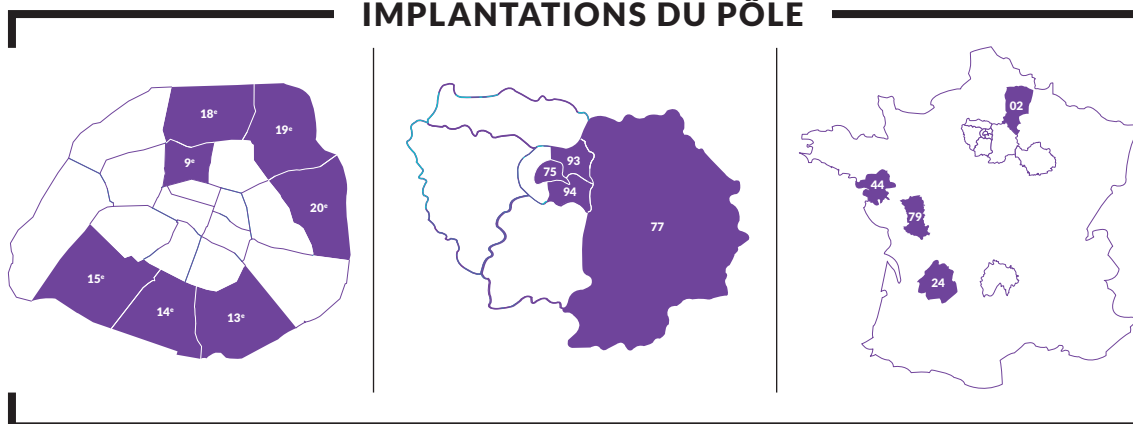 IMPLANTATIONS DU PÔLE
18e
19e
9e
20e
15e
14e
13e
93
75
94
77
02
44
79
24